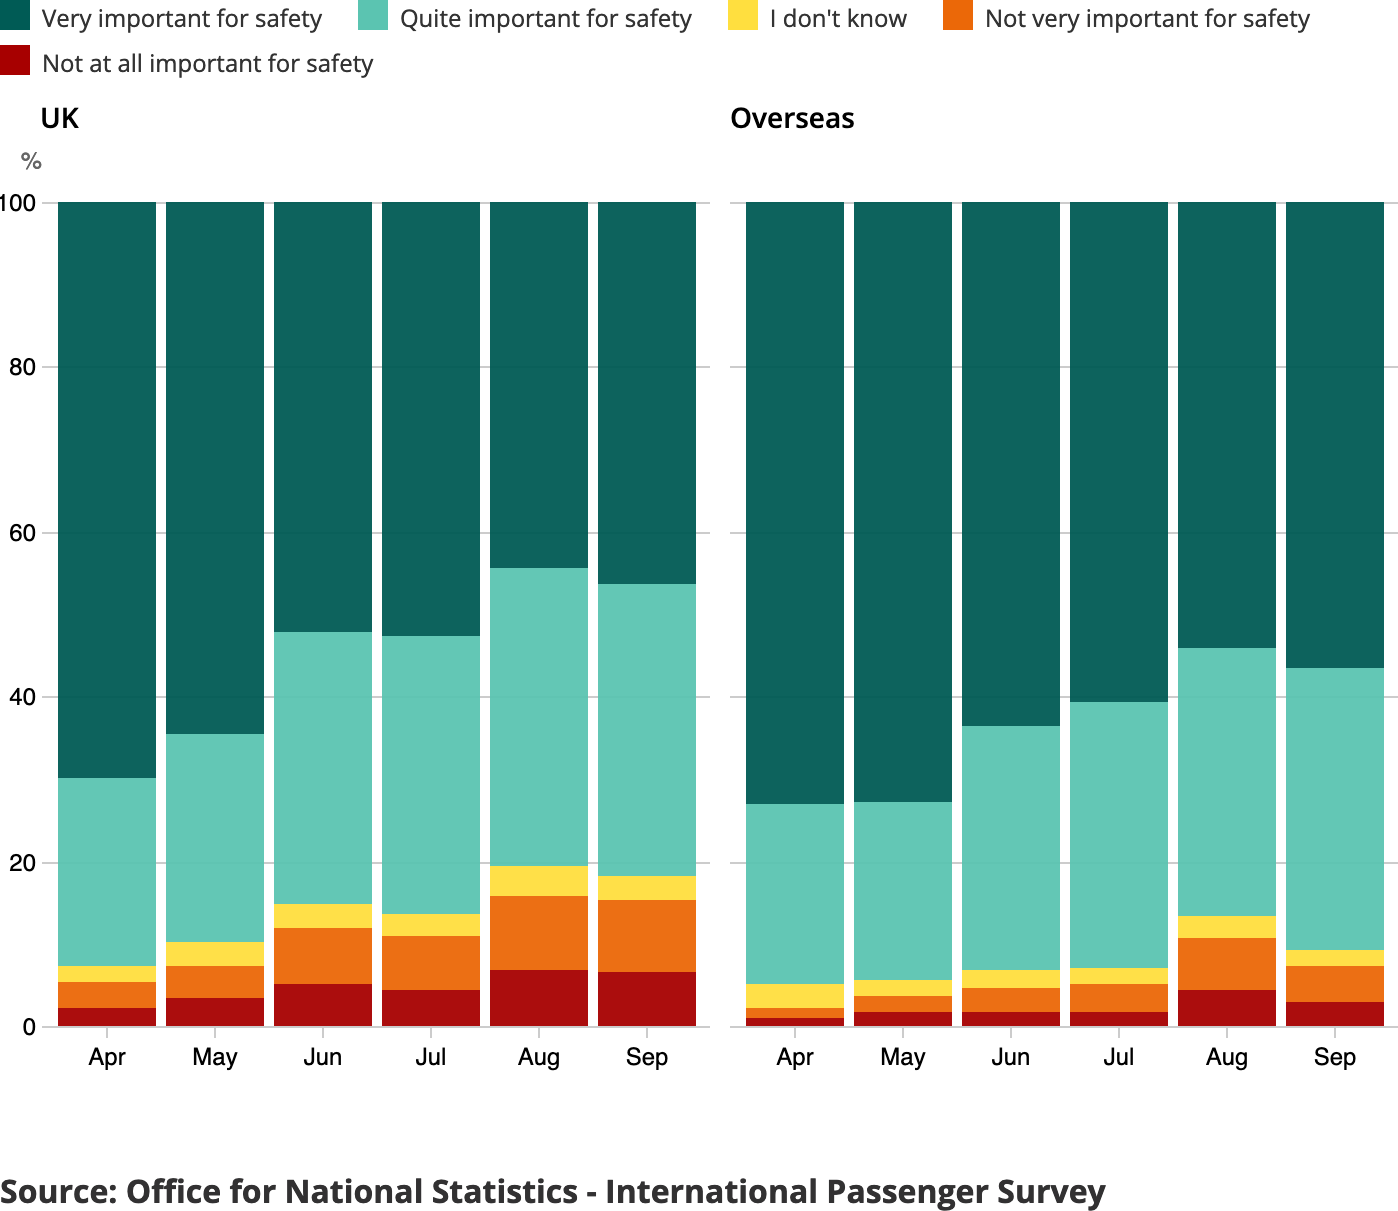 Very important for safety Quite important for safety I don't know Not very important for safety
Not at all important for safety
UK Overseas
%
100
80
60
40
20
0
Apr May Jun Jul Aug Sep Apr May Jun Jul Aug Sep
Source: Office for National Statistics - International Passenger Survey